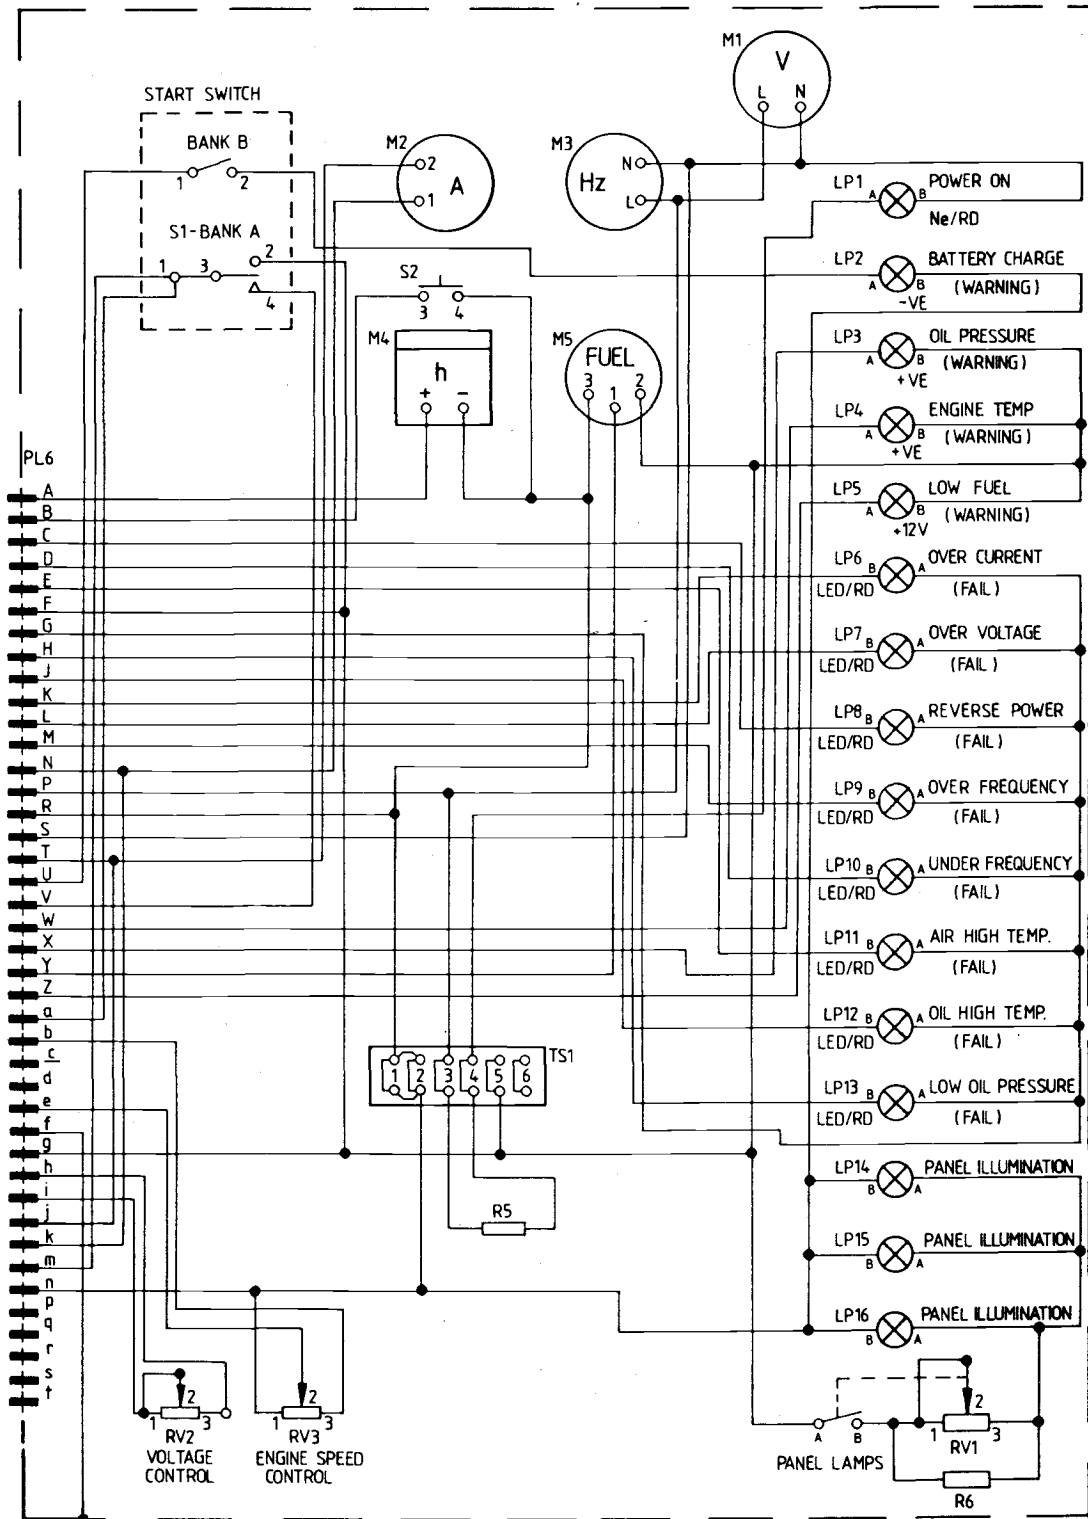 M1
V
L N
START SWITCH
BANK B
1 2
S1-BANK A
1 3 2
4
M2
2
1
A
M3
Hz
N
L
LP1 A B POWER ON
Ne/RD
LP2 A B BATTERY CHARGE
(WARNING)
-VE
S2
3 4
M4
h
+ -
M5
FUEL
3 1 2
LP3 A B OIL PRESSURE
(WARNING)
+VE
LP4 A B ENGINE TEMP
(WARNING)
+VE
LP5 A B LOW FUEL
(WARNING)
+12V
LP6 B A OVER CURRENT
LED/RD (FAIL)
LP7 B A OVER VOLTAGE
LED/RD (FAIL)
LP8 B A REVERSE POWER
LED/RD (FAIL)
LP9 B A OVER FREQUENCY
LED/RD (FAIL)
LP10 B A UNDER FREQUENCY
LED/RD (FAIL)
LP11 B A AIR HIGH TEMP.
LED/RD (FAIL)
LP12 B A OIL HIGH TEMP.
LED/RD (FAIL)
LP13 B A LOW OIL PRESSURE
LED/RD (FAIL)
LP14 B A PANEL ILLUMINATION
LP15 B A PANEL ILLUMINATION
LP16 B A PANEL ILLUMINATION
PL6
A
B
C
D
E
F
G
H
J
K
L
M
N
P
R
S
T
U
V
W
X
Y
Z
a
b
c
d
e
f
g
h
i
j
k
m
n
p
q
r
s
t
TS1
1 2 3 4 5 6
R5
1 2 3
RV2
VOLTAGE
CONTROL
1 2 3
RV3
ENGINE SPEED
CONTROL
A B
PANEL LAMPS
1 2 3
RV1
R6